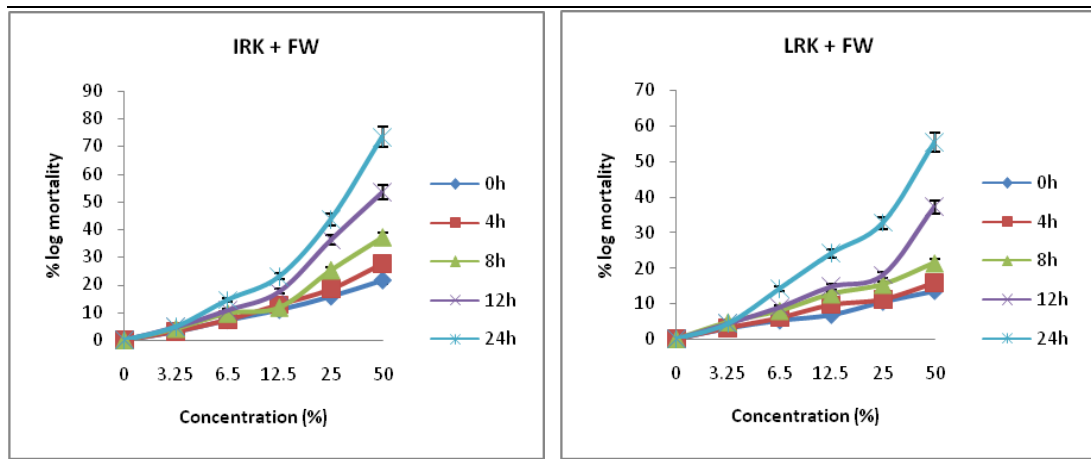 IRK + FW
90
80
70
60
50
40
30
20
10
0
% log mortality
0 3.25 6.5 12.5 25 50
Concentration (%)
0h
4h
8h
12h
24h
LRK + FW
70
60
50
40
30
20
10
0
% log mortality
0 3.25 6.5 12.5 25 50
Concentration (%)
0h
4h
8h
12h
24h